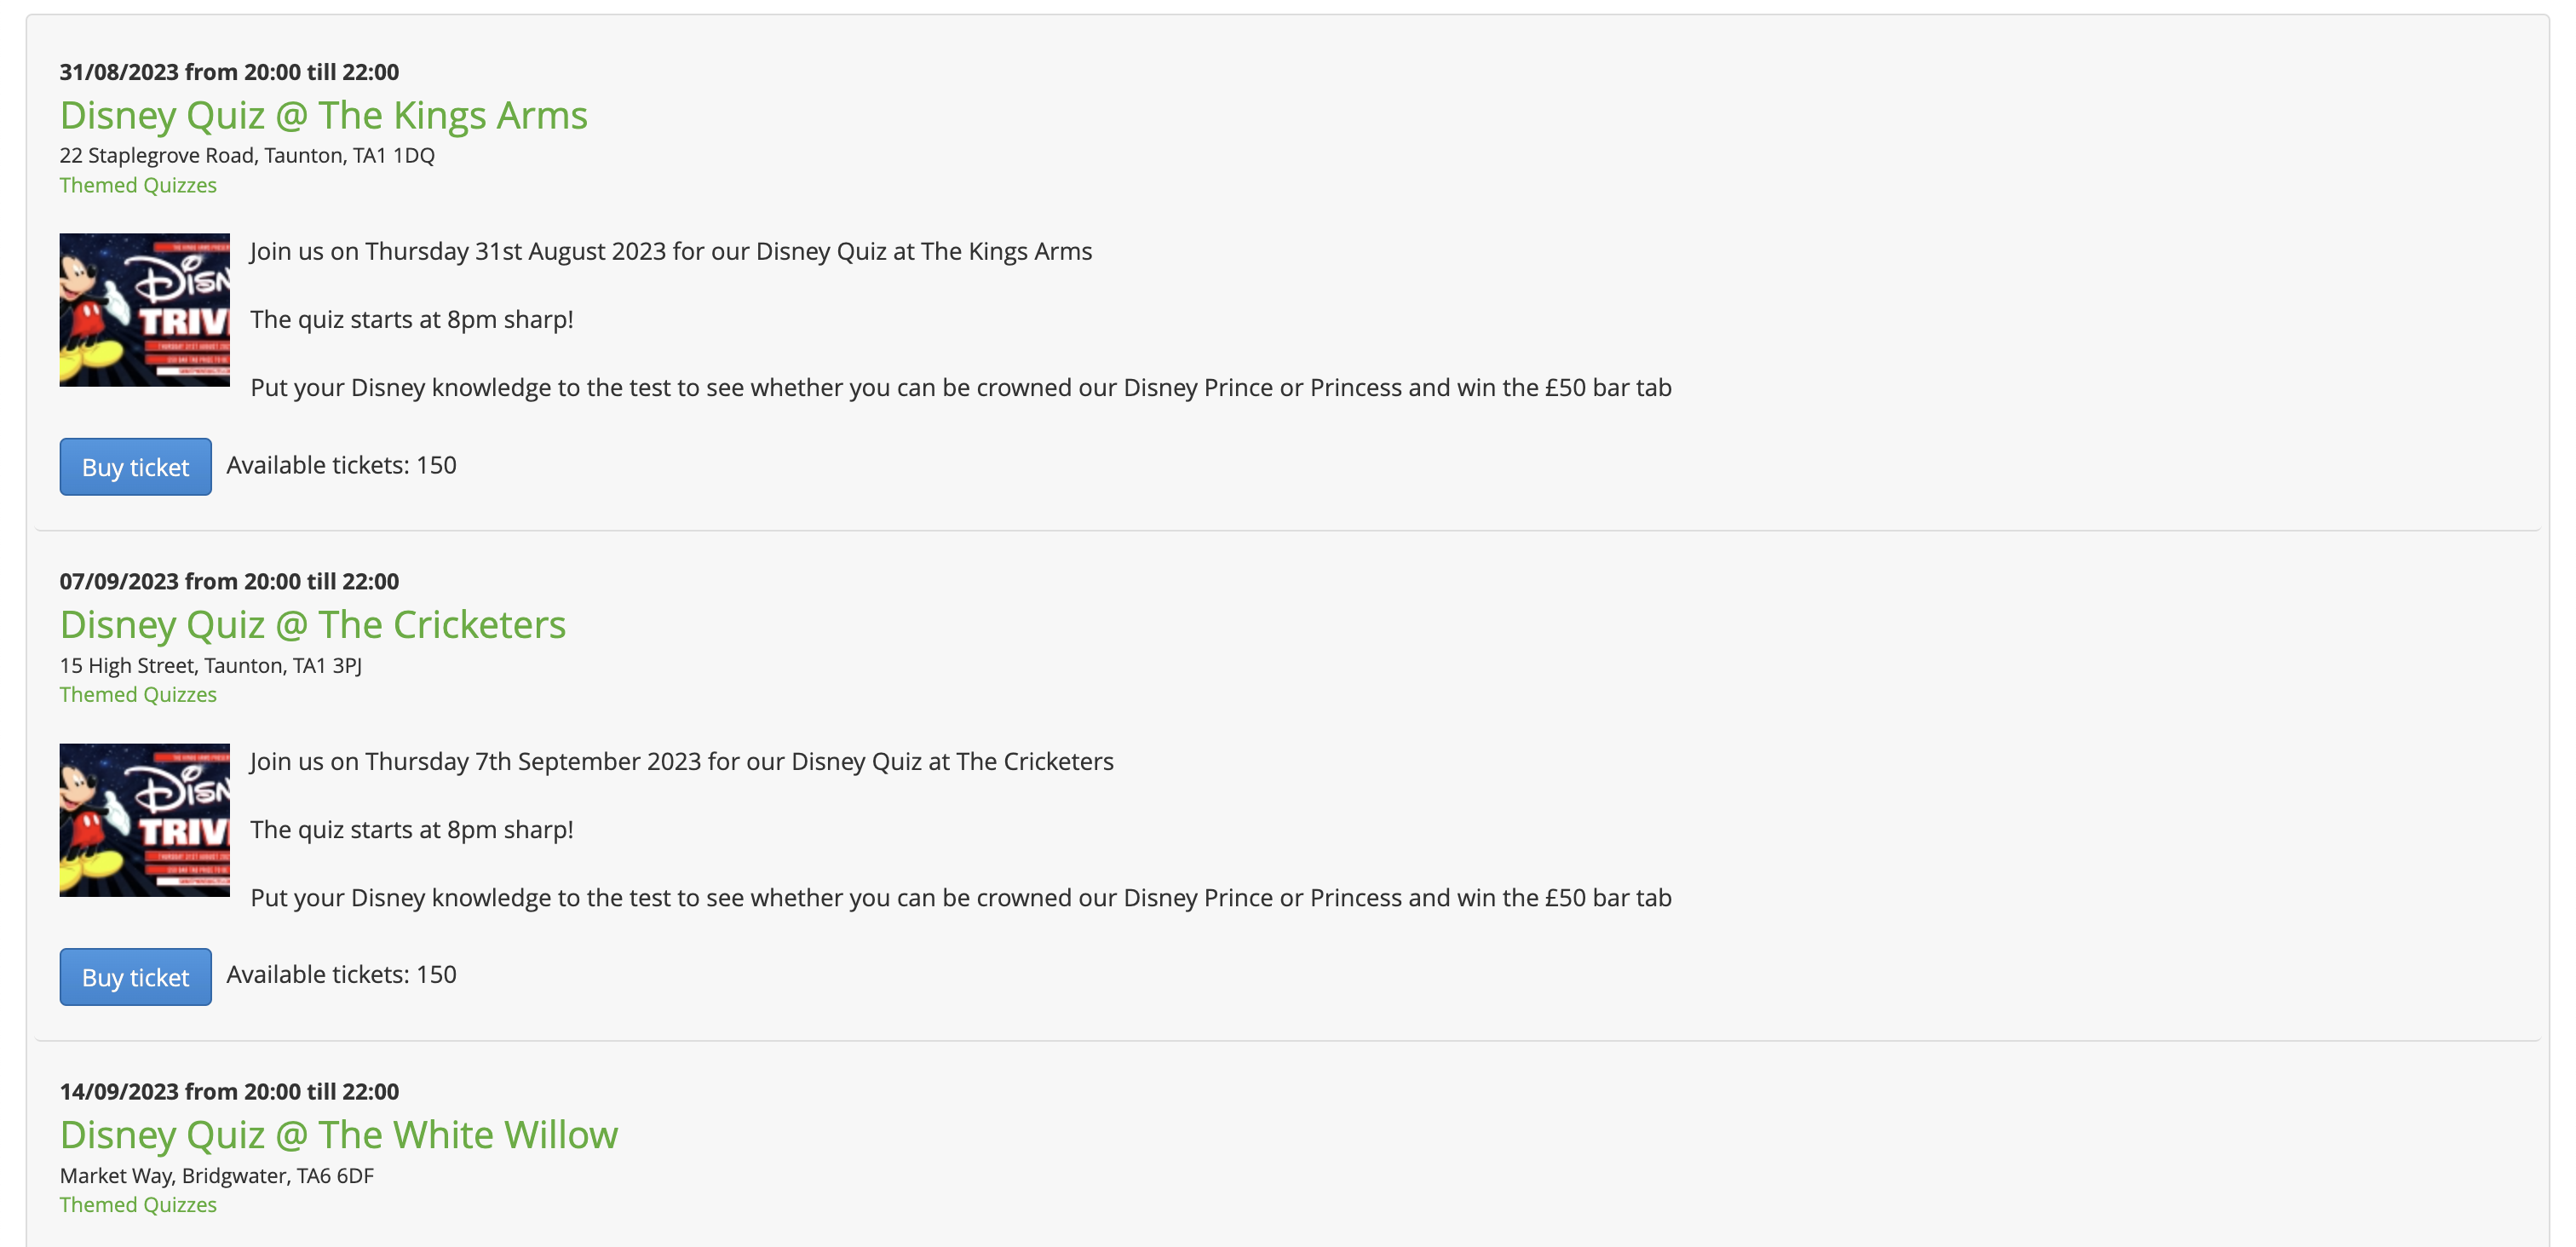 31/08/2023 from 20:00 till 22:00
Disney Quiz @ The Kings Arms
22 Staplegrove Road, Taunton, TA1 1DQ
Themed Quizzes
DISN
TRIV
Join us on Thursday 31st August 2023 for our Disney Quiz at The Kings Arms
The quiz starts at 8pm sharp!
Put your Disney knowledge to the test to see whether you can be crowned our Disney Prince or Princess and win the £50 bar tab
Buy ticket Available tickets: 150
07/09/2023 from 20:00 till 22:00
Disney Quiz @ The Cricketers
15 High Street, Taunton, TA1 3PJ
Themed Quizzes
DISN
TRIV
Join us on Thursday 7th September 2023 for our Disney Quiz at The Cricketers
The quiz starts at 8pm sharp!
Put your Disney knowledge to the test to see whether you can be crowned our Disney Prince or Princess and win the £50 bar tab
Buy ticket Available tickets: 150
14/09/2023 from 20:00 till 22:00
Disney Quiz @ The White Willow
Market Way, Bridgwater, TA6 6DF
Themed Quizzes